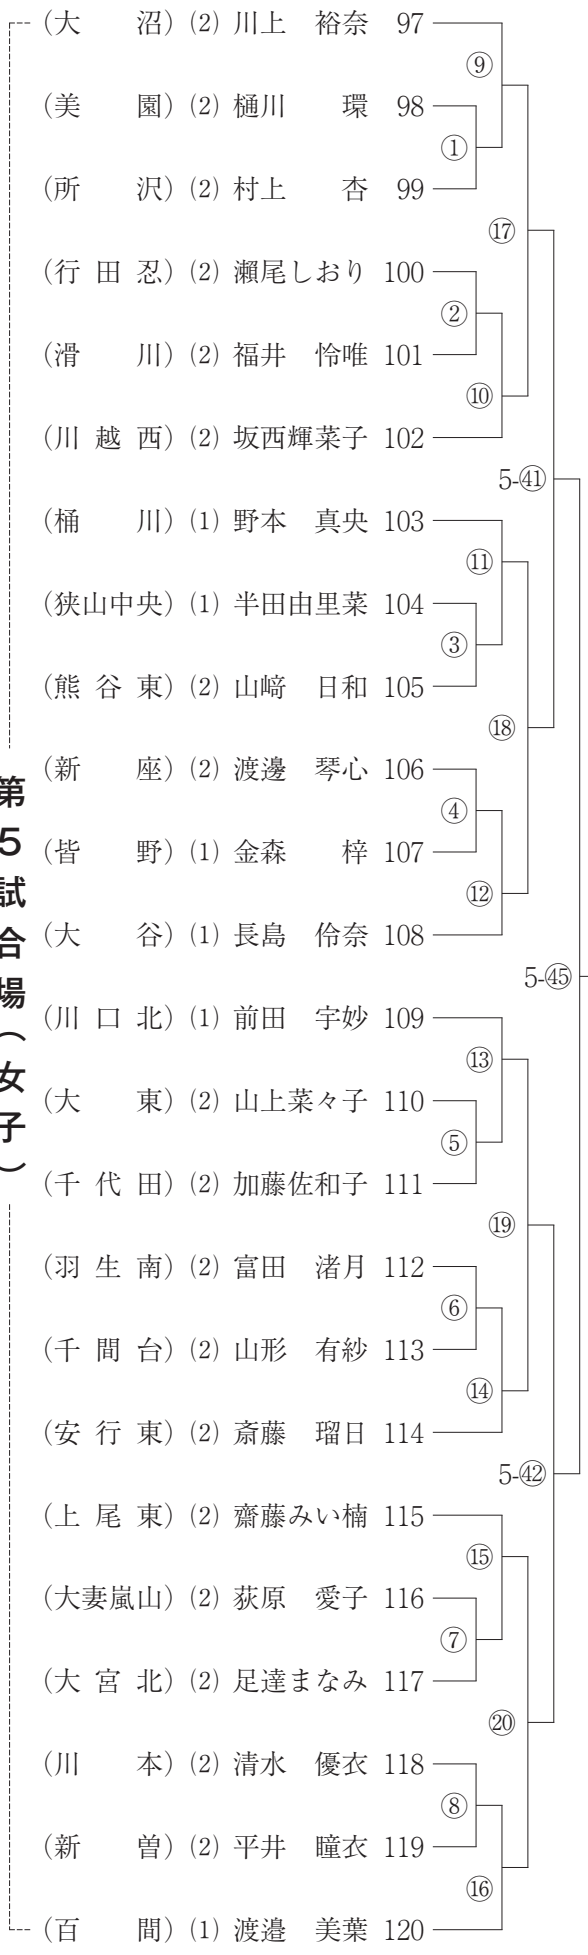 第5試合場（女子）
（大沼）(2) 川上　裕奈 97
（美園）(2) 樋川　環 98
（所沢）(2) 村上　杏 99
（行田忍）(2) 瀬尾しおり 100
（滑川）(2) 福井　怜唯 101
（川越西）(2) 坂西輝菜子 102
（桶川）(1) 野本　真央 103
（狭山中央）(1) 半田由里菜 104
（熊谷東）(2) 山﨑　日和 105
（新座）(2) 渡邊　琴心 106
（皆野）(1) 金森　梓 107
（大谷）(1) 長島　伶奈 108
（川口北）(1) 前田　宇妙 109
（大東）(2) 山上菜々子 110
（千代田）(2) 加藤佐和子 111
（羽生南）(2) 富田　渚月 112
（千間台）(2) 山形　有紗 113
（安行東）(2) 斎藤　瑠日 114
（上尾東）(2) 齋藤みい楠 115
（大妻嵐山）(2) 荻原　愛子 116
（大宮北）(2) 足達まなみ 117
（川本）(2) 清水　優衣 118
（新曽）(2) 平井　瞳衣 119
（百間）(1) 渡邉　美葉 120
①
②
③
④
⑤
⑥
⑦
⑧
⑨
⑩
⑪
⑫
⑬
⑭
⑮
⑯
⑰
⑱
⑲
⑳
5-㊶
5-㊷
5-㊺